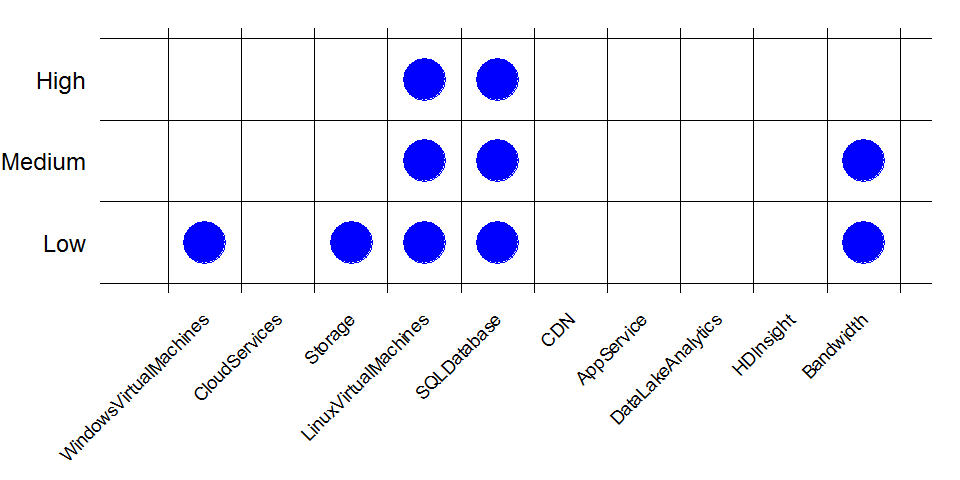 High
Medium
Low
WindowsVirtualMachines
CloudServices
Storage
LinuxVirtualMachines
SQLDatabase
CDN
AppService
DataLakeAnalytics
HDInsight
Bandwidth